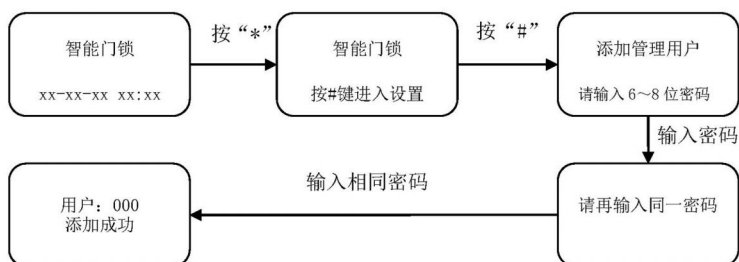 智能门锁
xx-xx-xx xx:xx
按“*”
智能门锁
按#键进入设置
按“#”
添加管理用户
请输入6～8位密码
输入密码
请再输入同一密码
输入相同密码
用户：000
添加成功